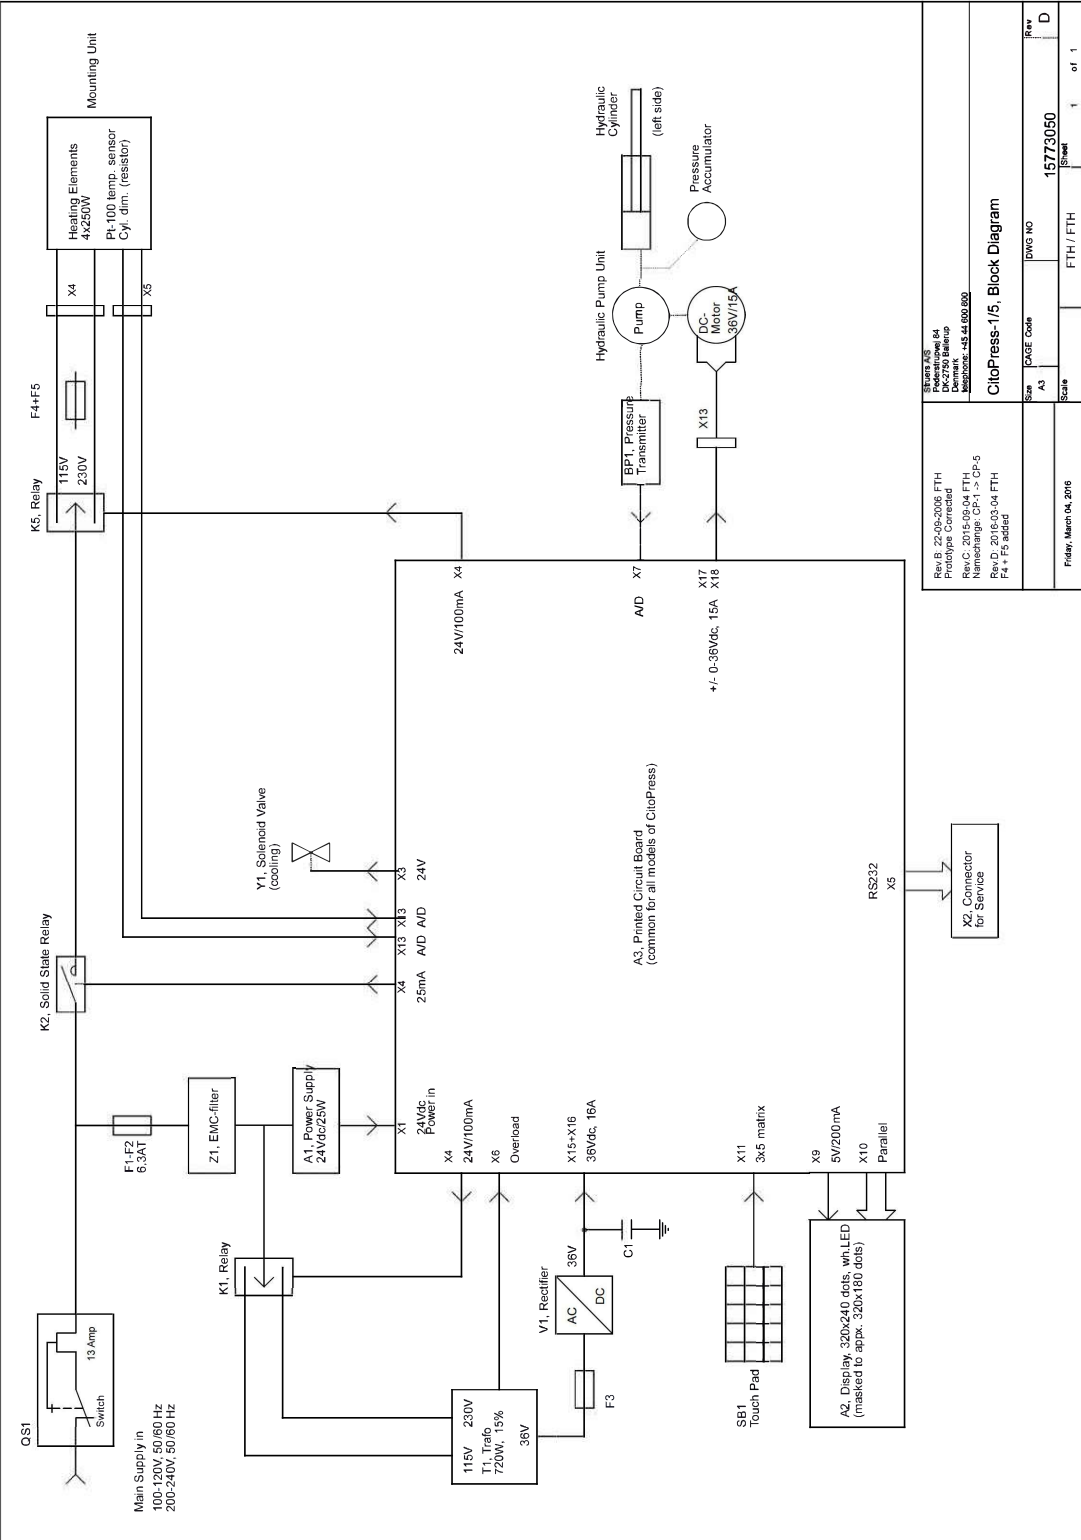 QS1
13 Amp
Switch
Main Supply in
100-120V, 50/60 Hz
200-240V, 50/60 Hz
K2, Solid State Relay
K5, Relay
115V
230V
F4+F5
X4
X5
Mounting Unit
Heating Elements
4x250W
Pt-100 temp. sensor
Cyl. dim. (resistor)
F1-F2
6,3AT
Z1, EMC-filter
A1, Power Supply
24Vdc/25W
K1, Relay
Y1, Solenoid Valve
(cooling)
X1
24Vdc
Power in
X4
25mA
X13
A/D
X13
A/D
X3
24V
X4
24V/100mA
X4
24V/100mA
X6
Overload
X15+X16
36Vdc, 16A
X11
3x5 matrix
X9
5V/200mA
X10
Parallel
115V
230V
T1, Trafo
720W, 15%
36V
F3
V1, Rectifier
AC
DC
36V
C1
SB1
Touch Pad
A2, Display, 320x240 dots, wh.LED
(masked to appx. 320x180 dots)
A3, Printed Circuit Board
(common for all models of CitoPress)
RS232
X5
X2, Connector
for Service
X7
A/D
X17
X18
+/- 0-36Vdc, 15A
BP1, Pressure
Transmitter
X13
Hydraulic Pump Unit
Pump
DC-
Motor
36V/15A
Hydraulic
Cylinder
(left side)
Pressure
Accumulator
Rev.B: 22-09-2006 FTH
Prototype Corrected
Rev.C: 2015-09-04 FTH
Namechange: CP-1 -> CP-5
Rev.D: 2016-03-04 FTH
F4 + F5 added
Friday, March 04, 2016
Struers A/S
Pederstrupvej 84
DK-2750 Ballerup
Denmark
telephone: +45 44 600 800
CitoPress-1/5, Block Diagram
Size
A3
CAGE Code
DWG NO
15773050
Rev
D
Scale
FTH / FTH
Sheet
1 of 1